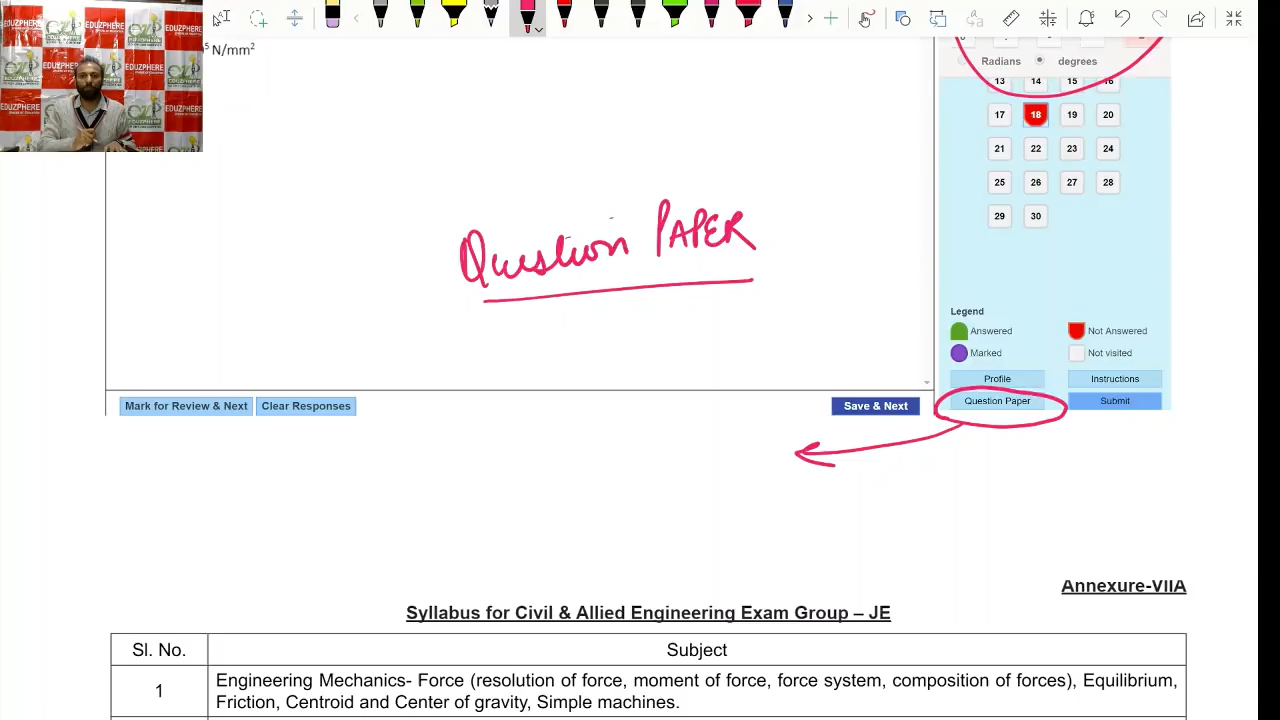 EDUZPHERE
⁵ N/mm²
Radians degrees
13 14 15 16
17 18 19 20
21 22 23 24
25 26 27 28
29 30
Question PAPER
Legend
Answered Not Answered
Marked Not visited
Profile Instructions
Mark for Review & Next Clear Responses Save & Next Question Paper Submit
Annexure-VIIA
Syllabus for Civil & Allied Engineering Exam Group – JE
Sl. No. Subject
1 Engineering Mechanics- Force (resolution of force, moment of force, force system, composition of forces), Equilibrium,
Friction, Centroid and Center of gravity, Simple machines.